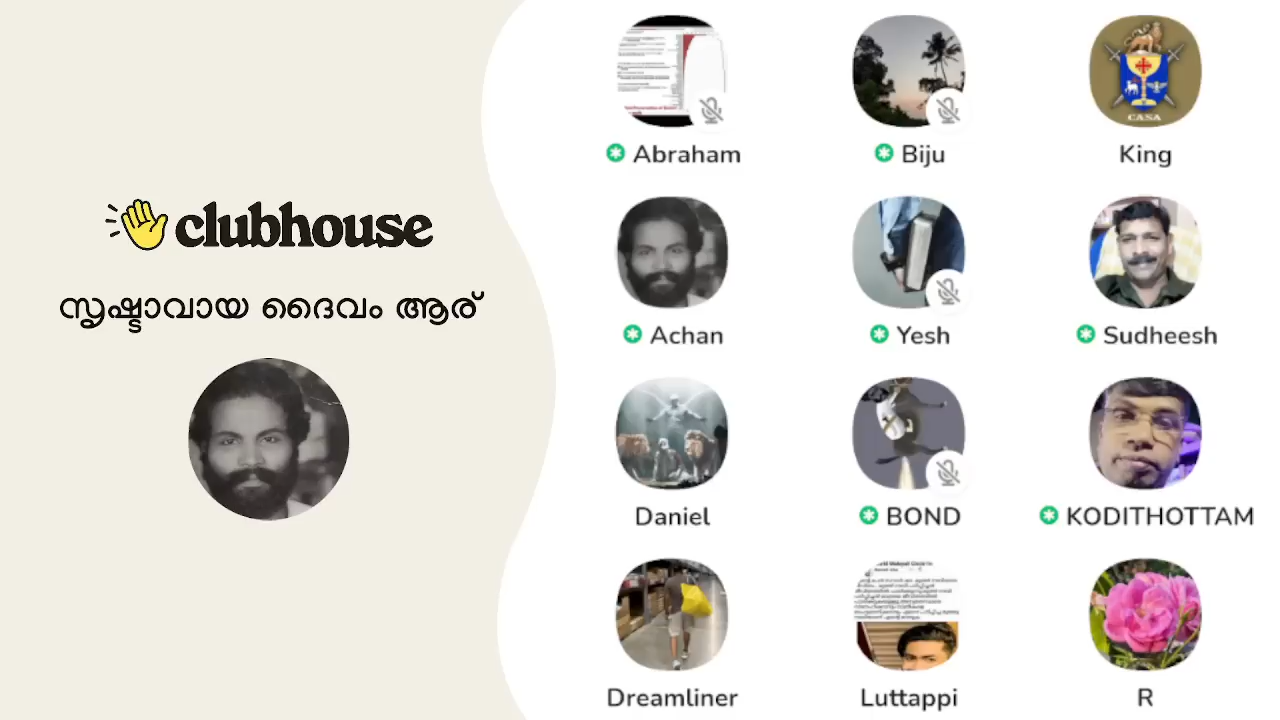 clubhouse
സൃഷ്ടാവായ ദൈവം ആര്
Abraham
Biju
CASA
King
Achan
Yesh
Sudheesh
Daniel
BOND
KODITHOTTAM
Dreamliner
Luttappi
R